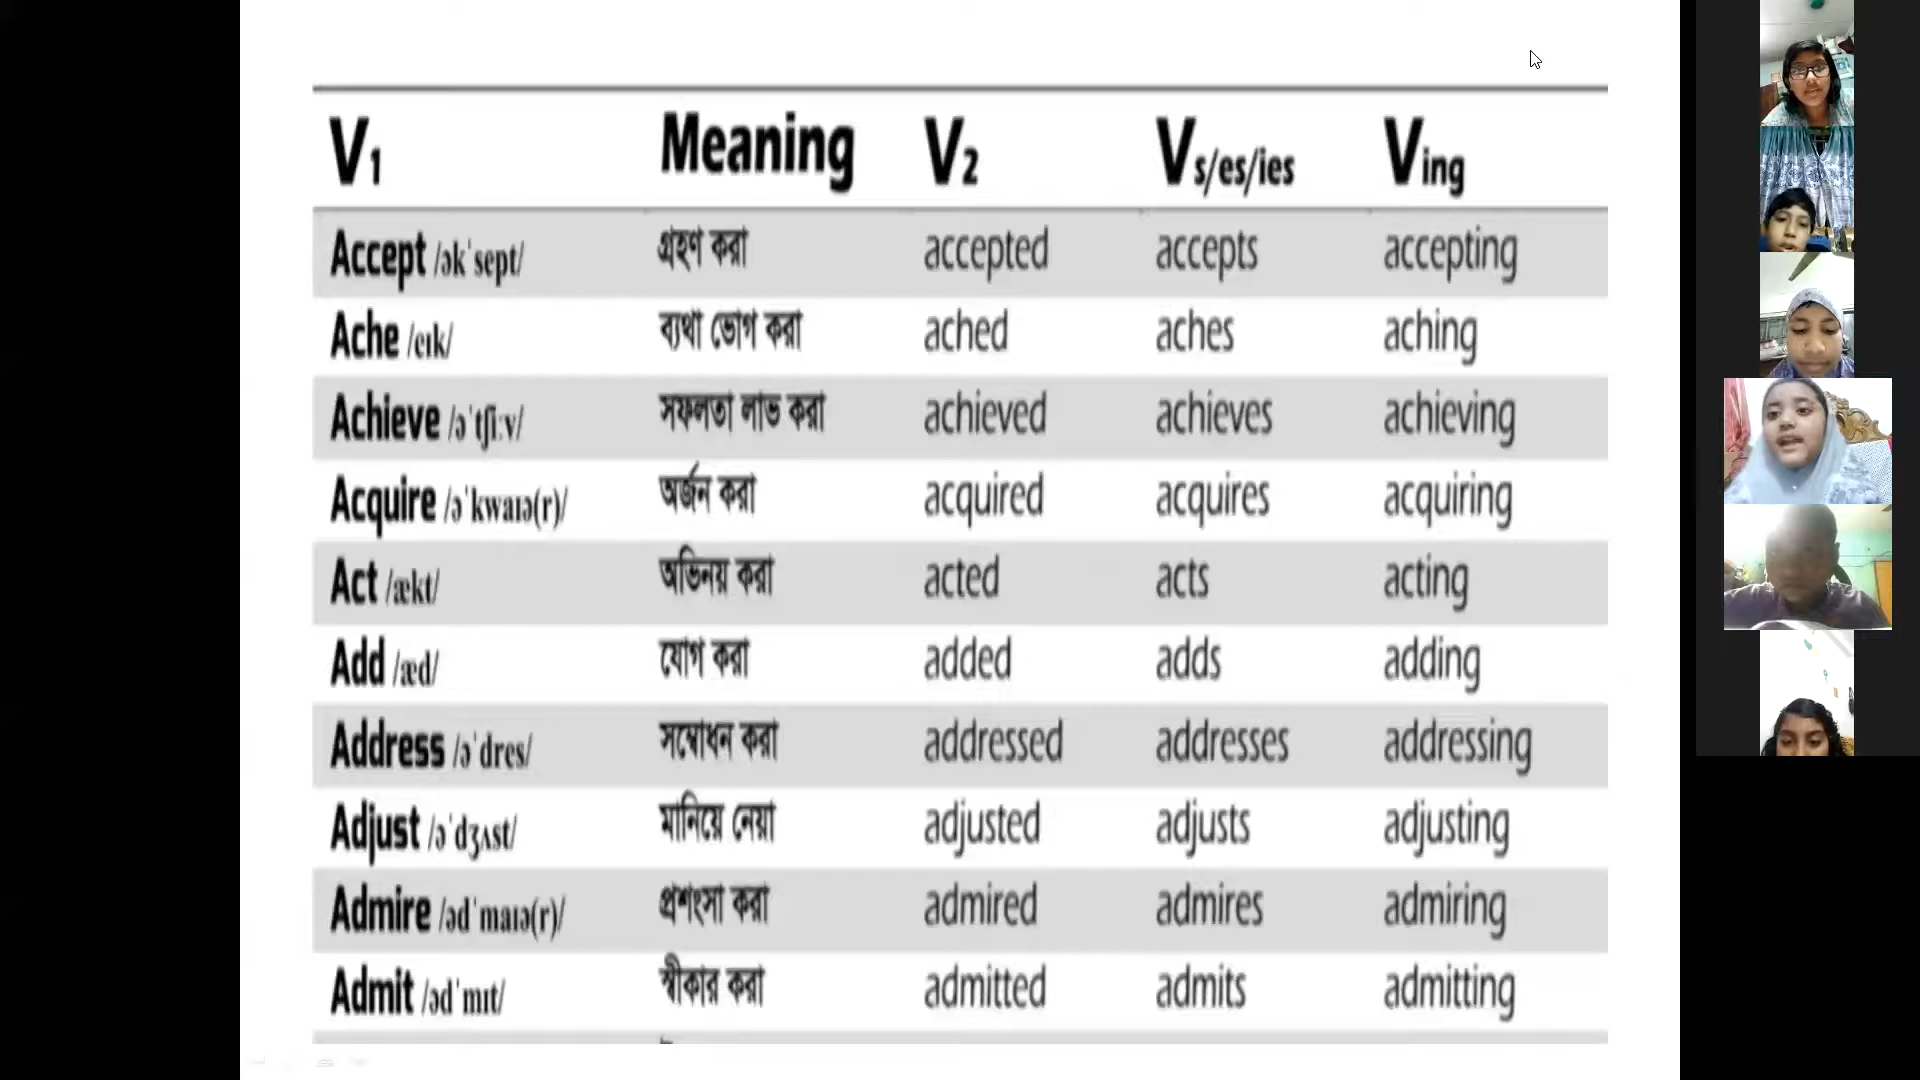 V1 Meaning V2 Vs/es/ies Ving
Accept /əkˈsept/ গ্রহণ করা accepted accepts accepting
Ache /eɪk/ ব্যথা ভোগ করা ached aches aching
Achieve /əˈtʃiːv/ সফলতা লাভ করা achieved achieves achieving
Acquire /əˈkwaɪə(r)/ অর্জন করা acquired acquires acquiring
Act /ækt/ অভিনয় করা acted acts acting
Add /æd/ যোগ করা added adds adding
Address /əˈdres/ সম্বোধন করা addressed addresses addressing
Adjust /əˈdʒʌst/ মানিয়ে নেয়া adjusted adjusts adjusting
Admire /ədˈmaɪə(r)/ প্রশংসা করা admired admires admiring
Admit /ədˈmɪt/ স্বীকার করা admitted admits admitting